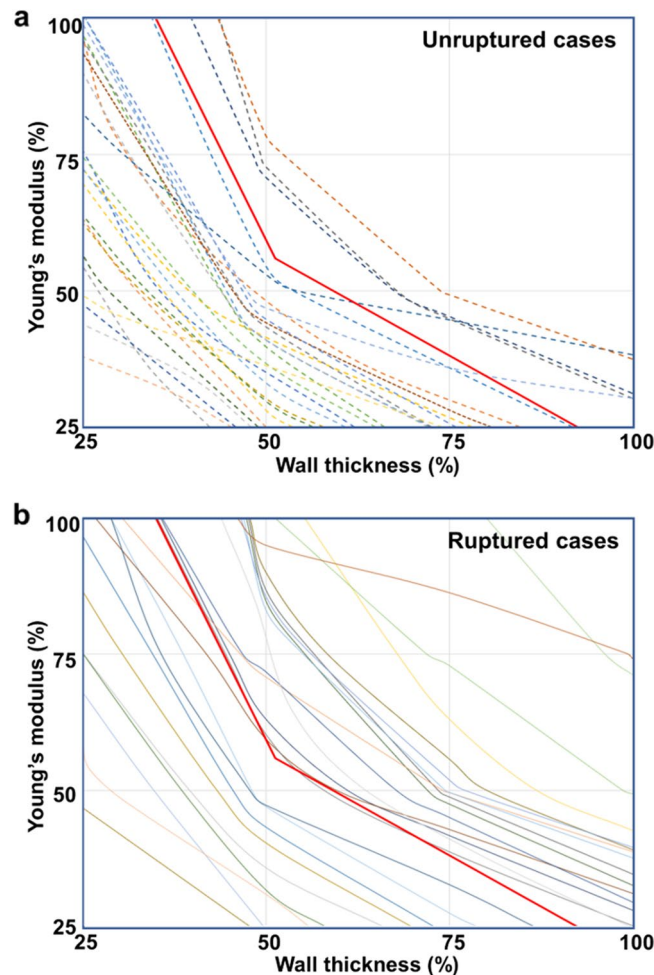 a
Unruptured cases
100
75
50
25
Young's modulus (%)
25 50 75 100
Wall thickness (%)
b
Ruptured cases
100
75
50
25
Young's modulus (%)
25 50 75 100
Wall thickness (%)